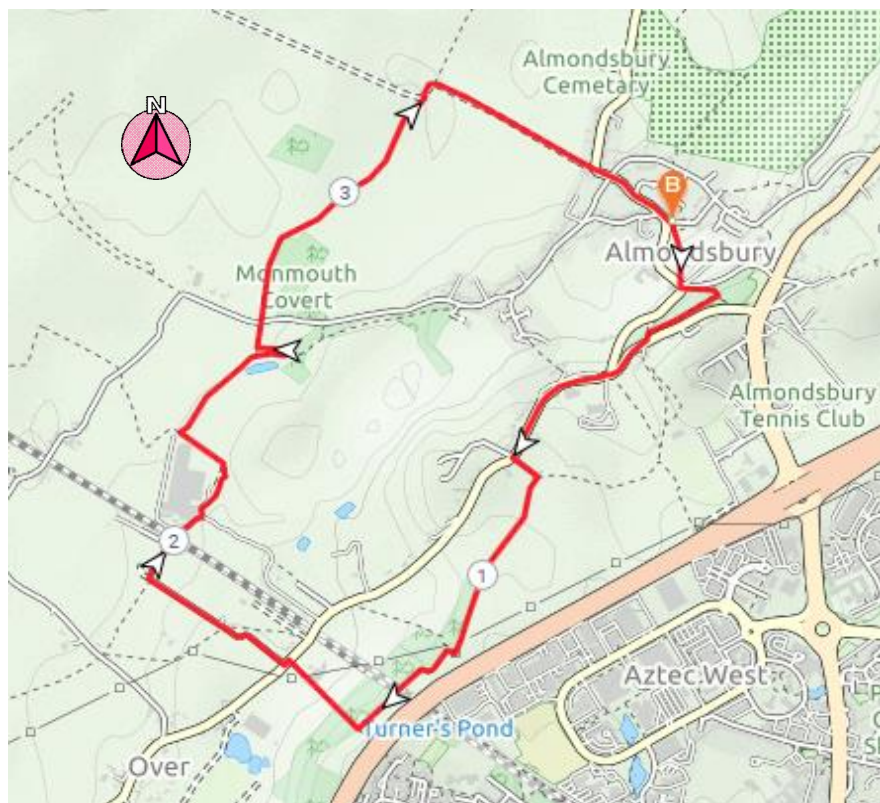 Almondsbury
Cemetary
N
3
B
Almondsbury
Monmouth
Covert
Almondsbury
Tennis Club
2
1
Aztec West
Turner's Pond
Over